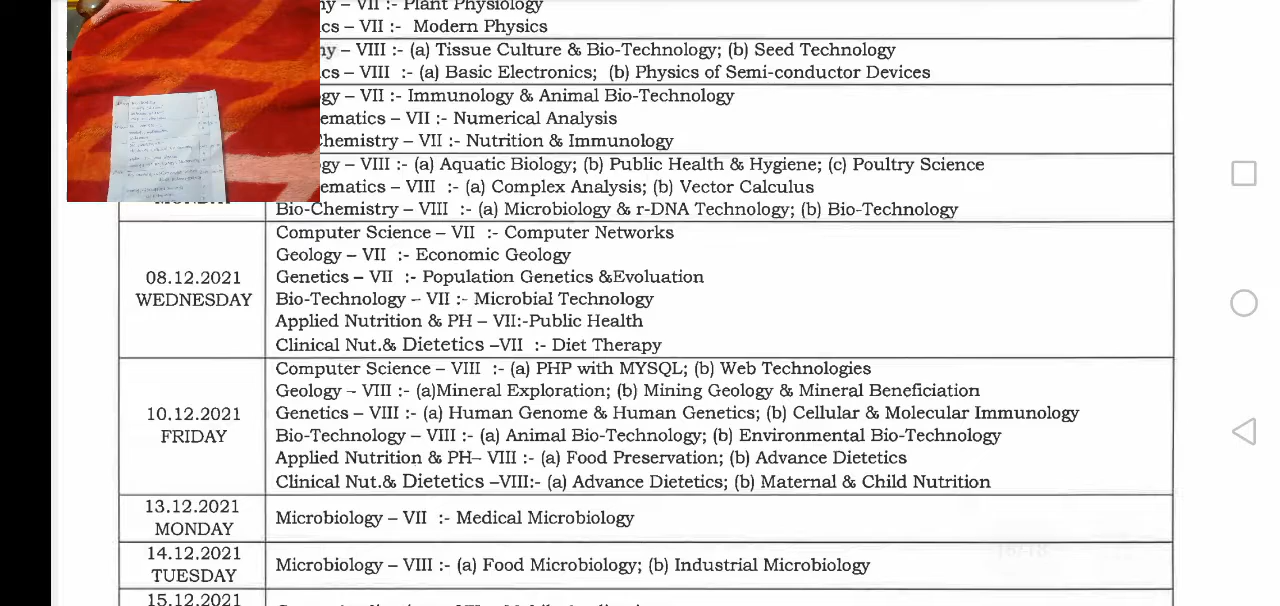 ny – VII :- Plant Physiology
cs – VII :- Modern Physics
ny – VIII :- (a) Tissue Culture & Bio-Technology; (b) Seed Technology
cs – VIII :- (a) Basic Electronics; (b) Physics of Semi-conductor Devices
gy – VII :- Immunology & Animal Bio-Technology
ematics – VII :- Numerical Analysis
hemistry – VII :- Nutrition & Immunology
gy – VIII :- (a) Aquatic Biology; (b) Public Health & Hygiene; (c) Poultry Science
ematics – VIII :- (a) Complex Analysis; (b) Vector Calculus
Bio-Chemistry – VIII :- (a) Microbiology & r-DNA Technology; (b) Bio-Technology
08.12.2021
WEDNESDAY
Computer Science – VII :- Computer Networks
Geology – VII :- Economic Geology
Genetics – VII :- Population Genetics &Evoluation
Bio-Technology – VII :- Microbial Technology
Applied Nutrition & PH – VII:-Public Health
Clinical Nut.& Dietetics –VII :- Diet Therapy
10.12.2021
FRIDAY
Computer Science – VIII :- (a) PHP with MYSQL; (b) Web Technologies
Geology – VIII :- (a)Mineral Exploration; (b) Mining Geology & Mineral Beneficiation
Genetics – VIII :- (a) Human Genome & Human Genetics; (b) Cellular & Molecular Immunology
Bio-Technology – VIII :- (a) Animal Bio-Technology; (b) Environmental Bio-Technology
Applied Nutrition & PH– VIII :- (a) Food Preservation; (b) Advance Dietetics
Clinical Nut.& Dietetics –VIII:- (a) Advance Dietetics; (b) Maternal & Child Nutrition
13.12.2021
MONDAY
Microbiology – VII :- Medical Microbiology
14.12.2021
TUESDAY
Microbiology – VIII :- (a) Food Microbiology; (b) Industrial Microbiology
15.12.2021